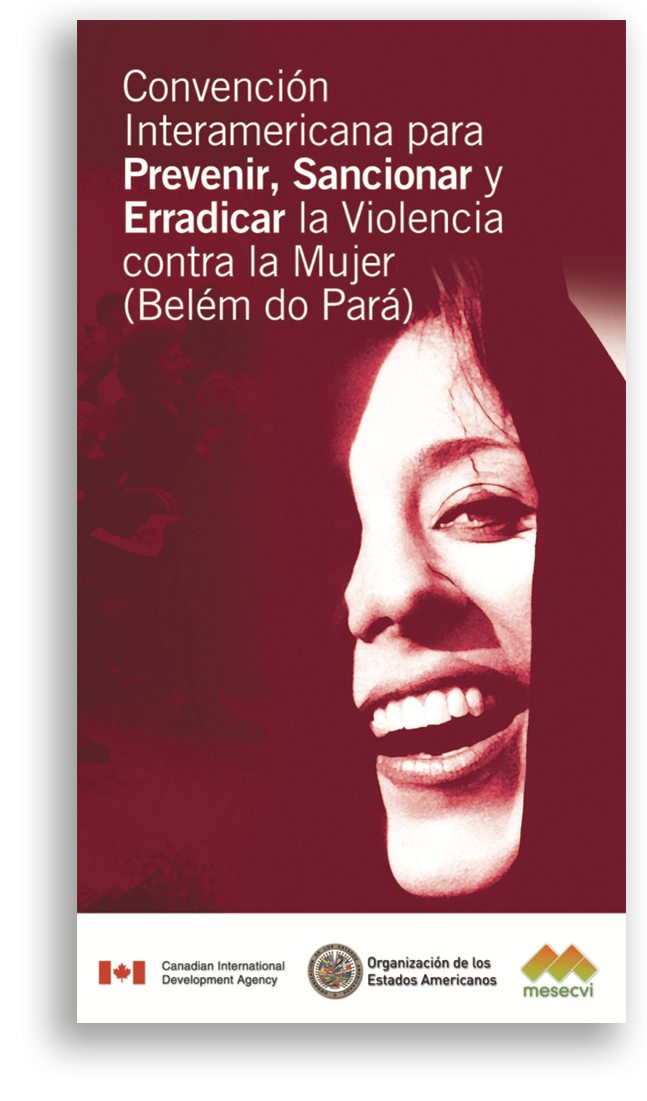 Convención
Interamericana para
Prevenir, Sancionar y
Erradicar la Violencia
contra la Mujer
(Belém do Pará)
Canadian International
Development Agency
Organización de los
Estados Americanos
mesecvi